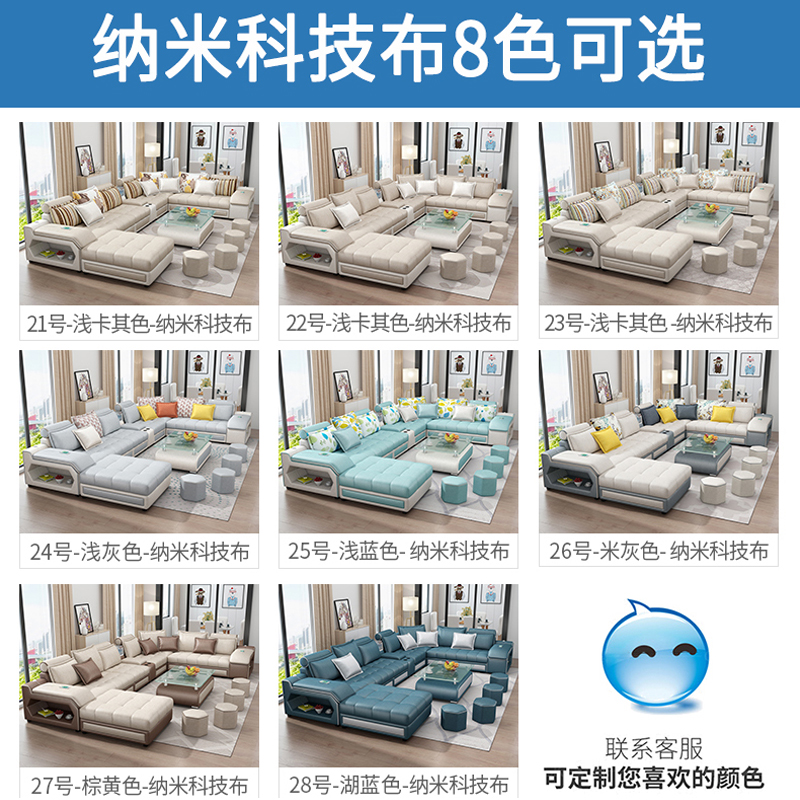 纳米科技布8色可选
21号-浅卡其色-纳米科技布
22号-浅卡其色-纳米科技布
23号-浅卡其色 -纳米科技布
24号-浅灰色-纳米科技布
25号-浅蓝色- 纳米科技布
26号-米灰色- 纳米科技布
27号-棕黄色-纳米科技布
28号-湖蓝色-纳米科技布
联系客服
可定制您喜欢的颜色